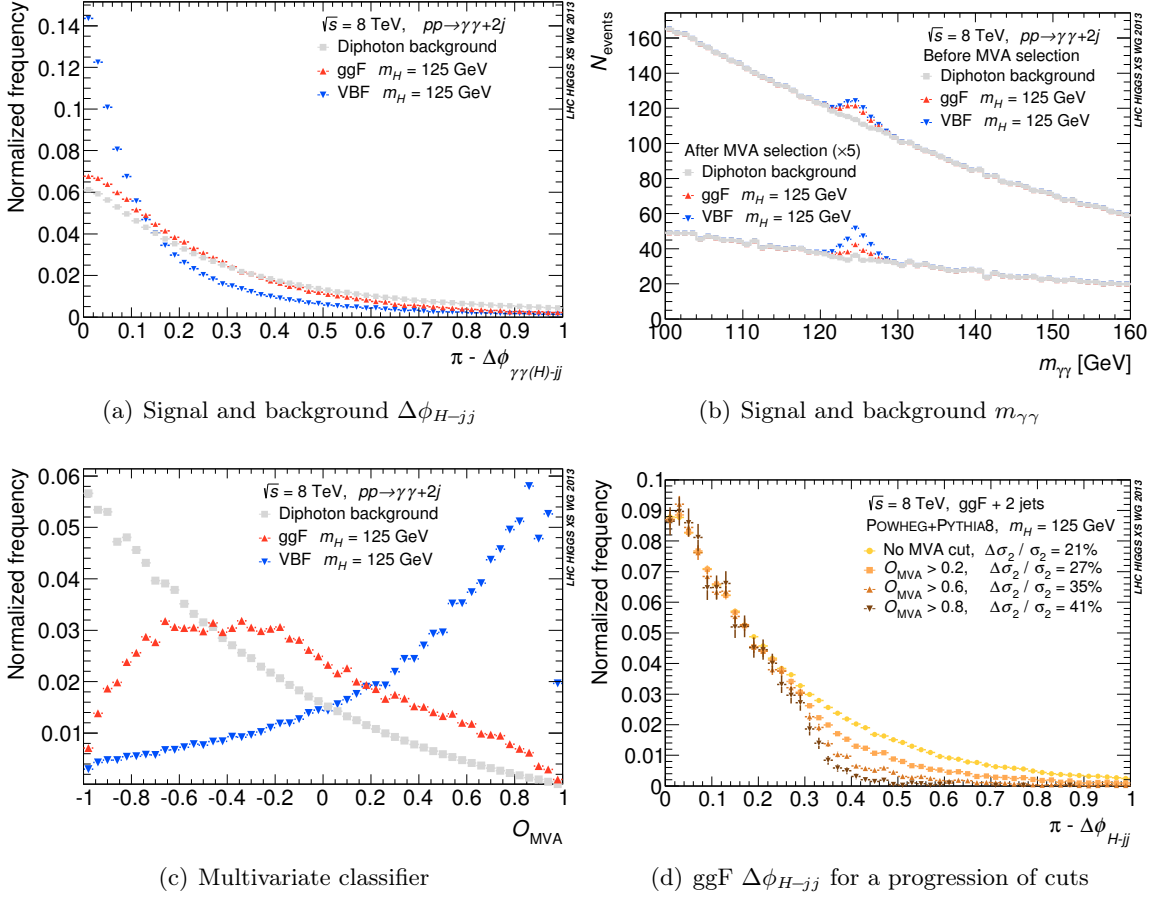 √s = 8 TeV, pp→γγ+2j
Diphoton background
ggF m_H = 125 GeV
VBF m_H = 125 GeV
LHC HIGGS XS WG 2013
Normalized frequency
0.14
0.12
0.1
0.08
0.06
0.04
0.02
0
0 0.1 0.2 0.3 0.4 0.5 0.6 0.7 0.8 0.9 1
π - Δϕ_γγ(H)-jj
(a) Signal and background Δϕ_H−jj
√s = 8 TeV, pp→γγ+2j
Before MVA selection
Diphoton background
ggF m_H = 125 GeV
VBF m_H = 125 GeV
After MVA selection (×5)
Diphoton background
ggF m_H = 125 GeV
VBF m_H = 125 GeV
LHC HIGGS XS WG 2013
N_events
160
140
120
100
80
60
40
20
0
100 110 120 130 140 150 160
m_γγ [GeV]
(b) Signal and background m_γγ
√s = 8 TeV, pp→γγ+2j
Diphoton background
ggF m_H = 125 GeV
VBF m_H = 125 GeV
LHC HIGGS XS WG 2013
Normalized frequency
0.06
0.05
0.04
0.03
0.02
0.01
-1 -0.8 -0.6 -0.4 -0.2 0 0.2 0.4 0.6 0.8 1
O_MVA
(c) Multivariate classifier
√s = 8 TeV, ggF + 2 jets
POWHEG+PYTHIA8, m_H = 125 GeV
No MVA cut, Δσ_2 / σ_2 = 21%
O_MVA > 0.2, Δσ_2 / σ_2 = 27%
O_MVA > 0.6, Δσ_2 / σ_2 = 35%
O_MVA > 0.8, Δσ_2 / σ_2 = 41%
LHC HIGGS XS WG 2013
Normalized frequency
0.1
0.09
0.08
0.07
0.06
0.05
0.04
0.03
0.02
0.01
0
0 0.1 0.2 0.3 0.4 0.5 0.6 0.7 0.8 0.9 1
π - Δϕ_H-jj
(d) ggF Δϕ_H−jj for a progression of cuts